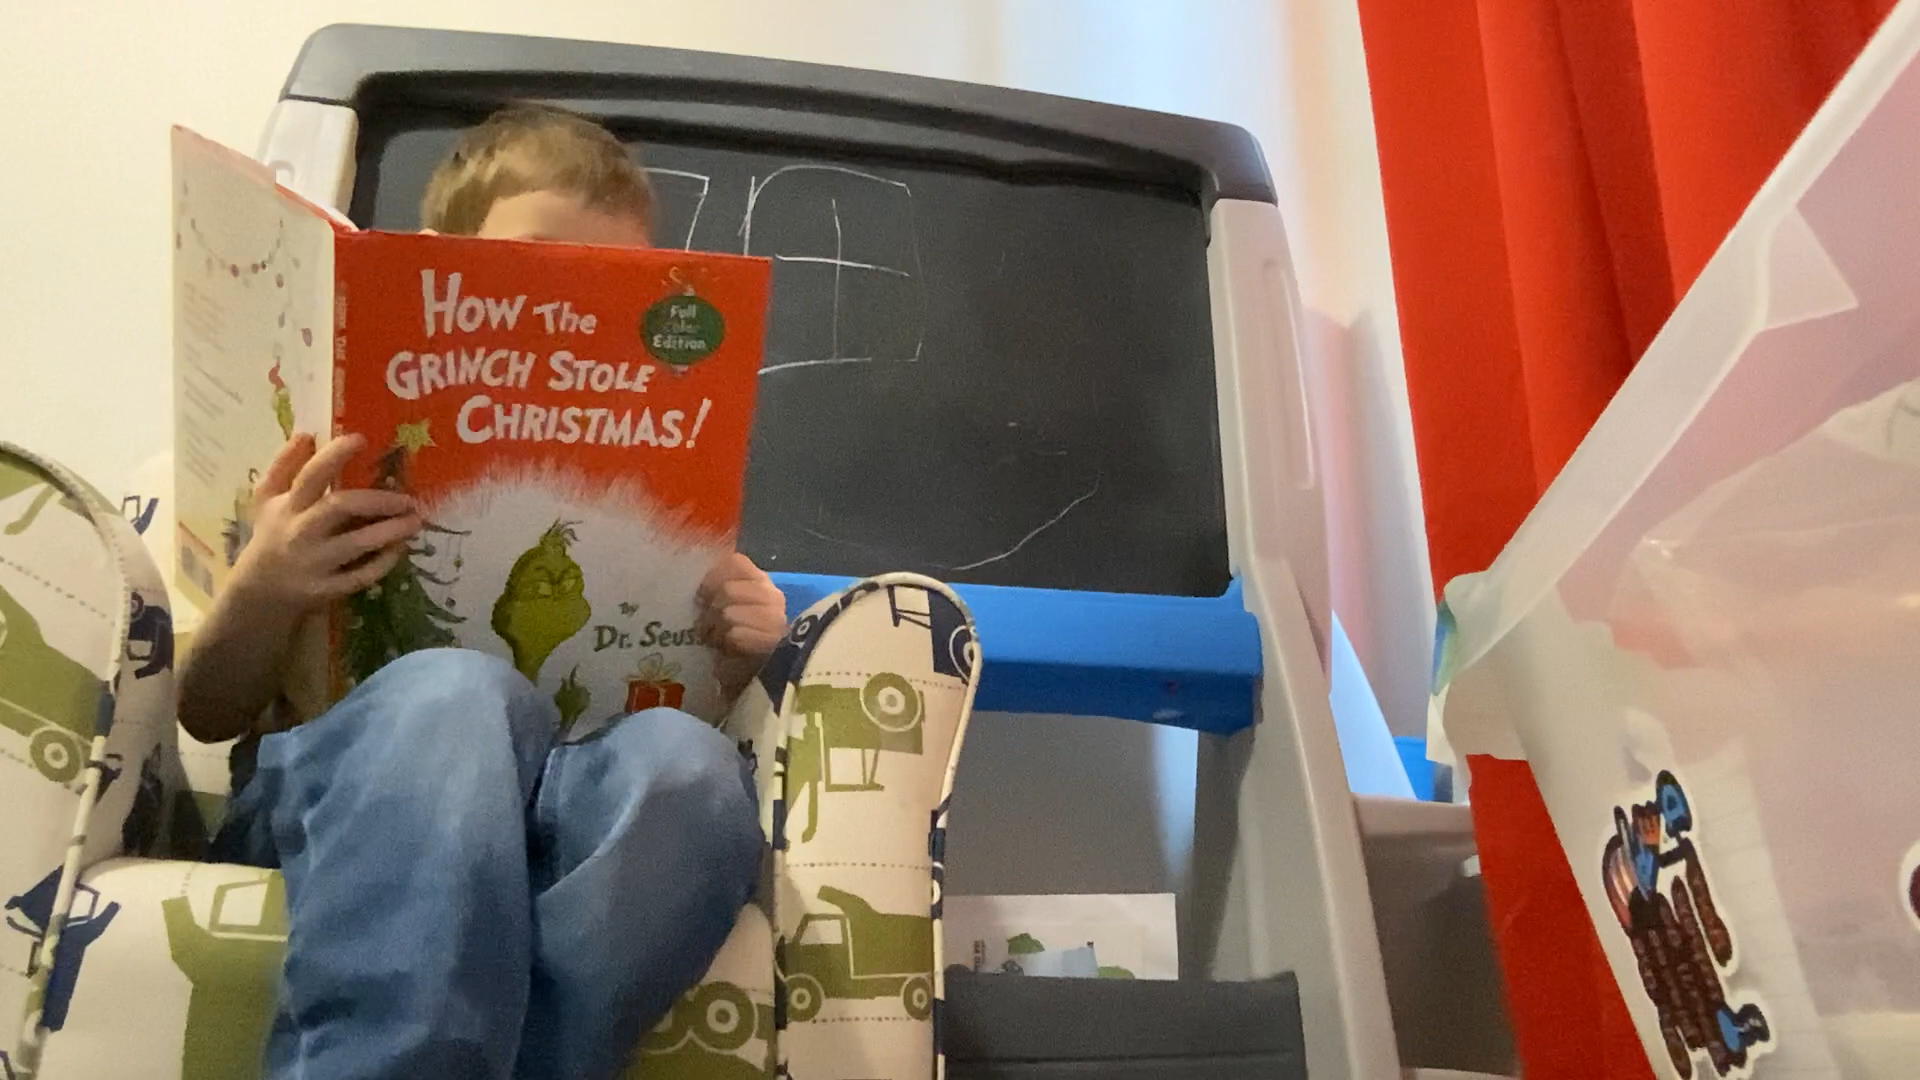 How The
GRINCH STOLE
CHRISTMAS!
Full
Color
Edition
By
Dr. Seuss